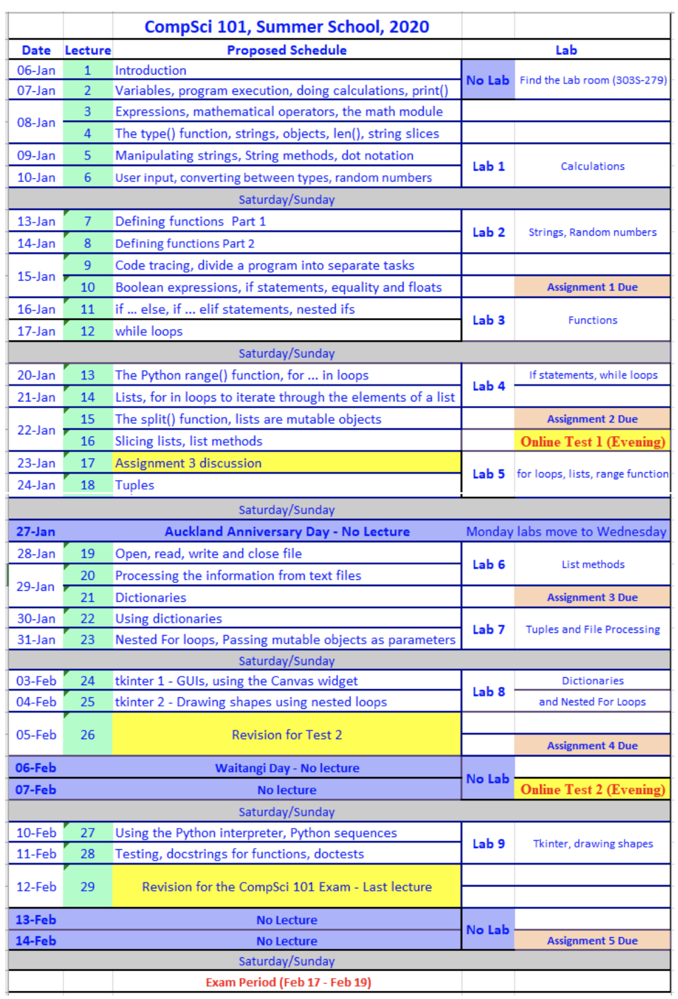 CompSci 101, Summer School, 2020
Date Lecture Proposed Schedule Lab
06-Jan 1 Introduction
No Lab Find the Lab room (303S-279)
07-Jan 2 Variables, program execution, doing calculations, print()
08-Jan
3 Expressions, mathematical operators, the math module
4 The type() function, strings, objects, len(), string slices
09-Jan 5 Manipulating strings, String methods, dot notation
Lab 1 Calculations
10-Jan 6 User input, converting between types, random numbers
Saturday/Sunday
13-Jan 7 Defining functions Part 1
Lab 2 Strings, Random numbers
14-Jan 8 Defining functions Part 2
15-Jan
9 Code tracing, divide a program into separate tasks
10 Boolean expressions, if statements, equality and floats Assignment 1 Due
16-Jan 11 if ... else, if ... elif statements, nested ifs
Lab 3 Functions
17-Jan 12 while loops
Saturday/Sunday
20-Jan 13 The Python range() function, for ... in loops If statements, while loops
Lab 4
21-Jan 14 Lists, for in loops to iterate through the elements of a list
22-Jan
15 The split() function, lists are mutable objects Assignment 2 Due
16 Slicing lists, list methods Online Test 1 (Evening)
23-Jan 17 Assignment 3 discussion
Lab 5 for loops, lists, range function
24-Jan 18 Tuples
Saturday/Sunday
27-Jan Auckland Anniversary Day - No Lecture Monday labs move to Wednesday
28-Jan 19 Open, read, write and close file
Lab 6 List methods
29-Jan
20 Processing the information from text files
21 Dictionaries Assignment 3 Due
30-Jan 22 Using dictionaries
Lab 7 Tuples and File Processing
31-Jan 23 Nested For loops, Passing mutable objects as parameters
Saturday/Sunday
03-Feb 24 tkinter 1 - GUIs, using the Canvas widget Dictionaries
Lab 8
04-Feb 25 tkinter 2 - Drawing shapes using nested loops and Nested For Loops
05-Feb 26 Revision for Test 2
Assignment 4 Due
06-Feb Waitangi Day - No lecture
No Lab
07-Feb No lecture Online Test 2 (Evening)
Saturday/Sunday
10-Feb 27 Using the Python interpreter, Python sequences
Lab 9 Tkinter, drawing shapes
11-Feb 28 Testing, docstrings for functions, doctests
12-Feb 29 Revision for the CompSci 101 Exam - Last lecture
13-Feb No Lecture
No Lab
14-Feb No Lecture Assignment 5 Due
Saturday/Sunday
Exam Period (Feb 17 - Feb 19)